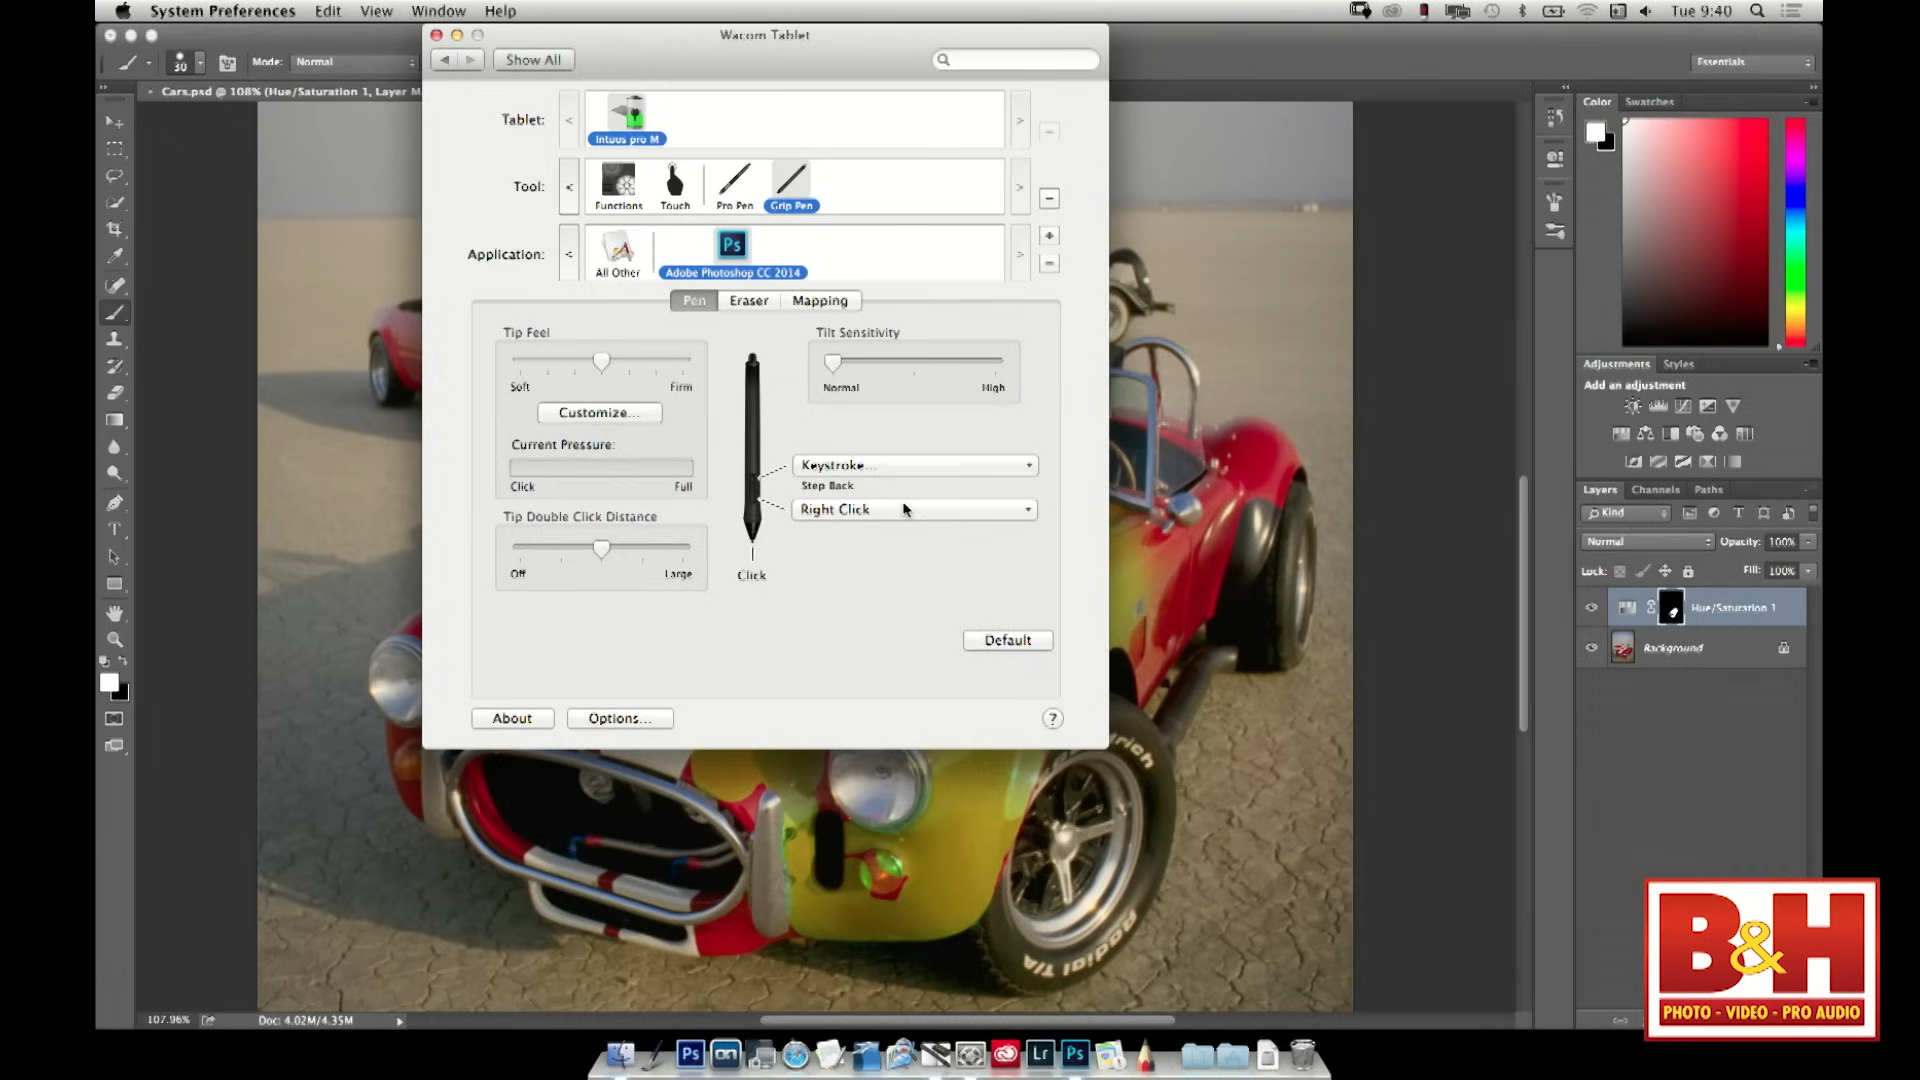 System Preferences Edit View Window Help
Tue 9:40
Wacom Tablet
30 Mode: Normal
Show All
Essentials
× Cars.psd @ 108% (Hue/Saturation 1, Layer M
Color Swatches
Tablet:
Intuos pro M
Tool:
Functions Touch Pro Pen Grip Pen
Application:
Ps
All Other Adobe Photoshop CC 2014
Pen Eraser Mapping
Tip Feel
Tilt Sensitivity
Soft Firm
Normal High
Customize...
Current Pressure:
Click Full
Keystroke...
Step Back
Right Click
Tip Double Click Distance
Off Large
Click
Default
About Options... ?
Adjustments Styles
Add an adjustment
Layers Channels Paths
Kind
Normal Opacity: 100%
Lock: Fill: 100%
Hue/Saturation 1
Background
Radial T/A
107.96% Doc: 4.02M/4.35M
Ps on Lr Ps
B&H
PHOTO - VIDEO - PRO AUDIO